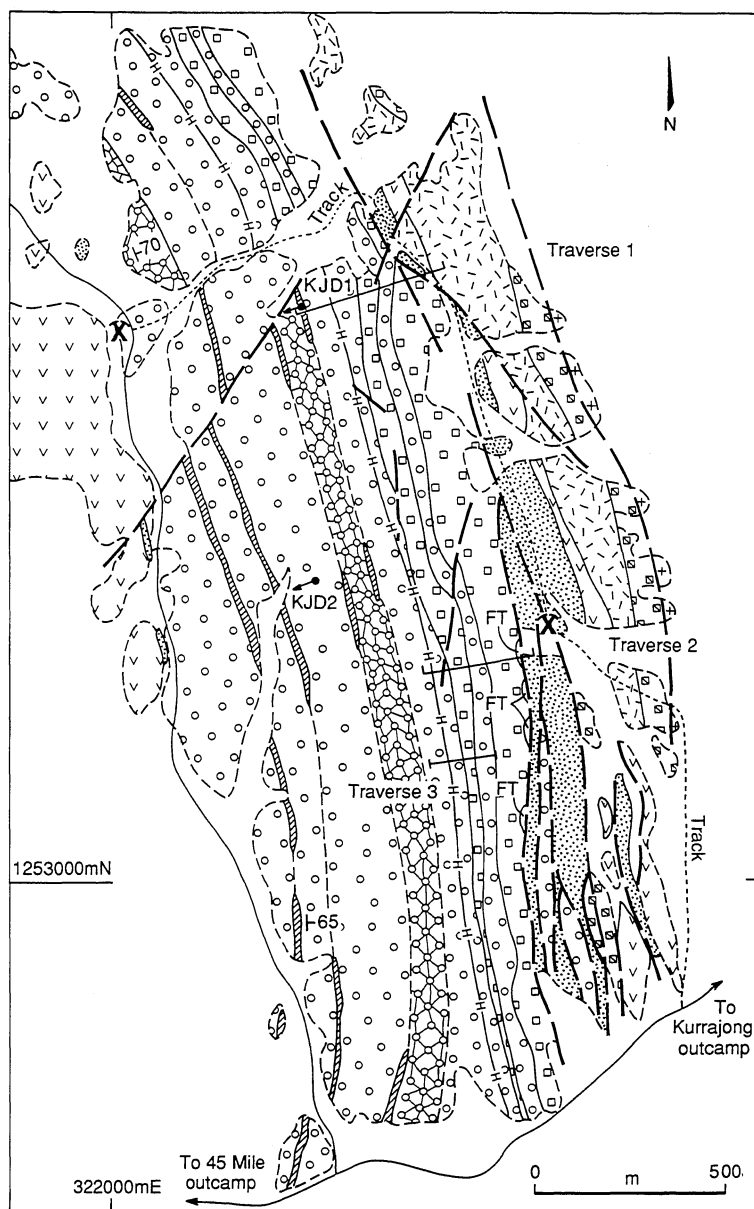 N
Track
70
Traverse 1
KJD1
X
H
H
H
KJD2
FT
X
Traverse 2
H
FT
Traverse 3
FT
H
Track
1253000mN
H
65
H
To
Kurrajong
outcamp
H
To 45 Mile
outcamp
322000mE
0 m 500